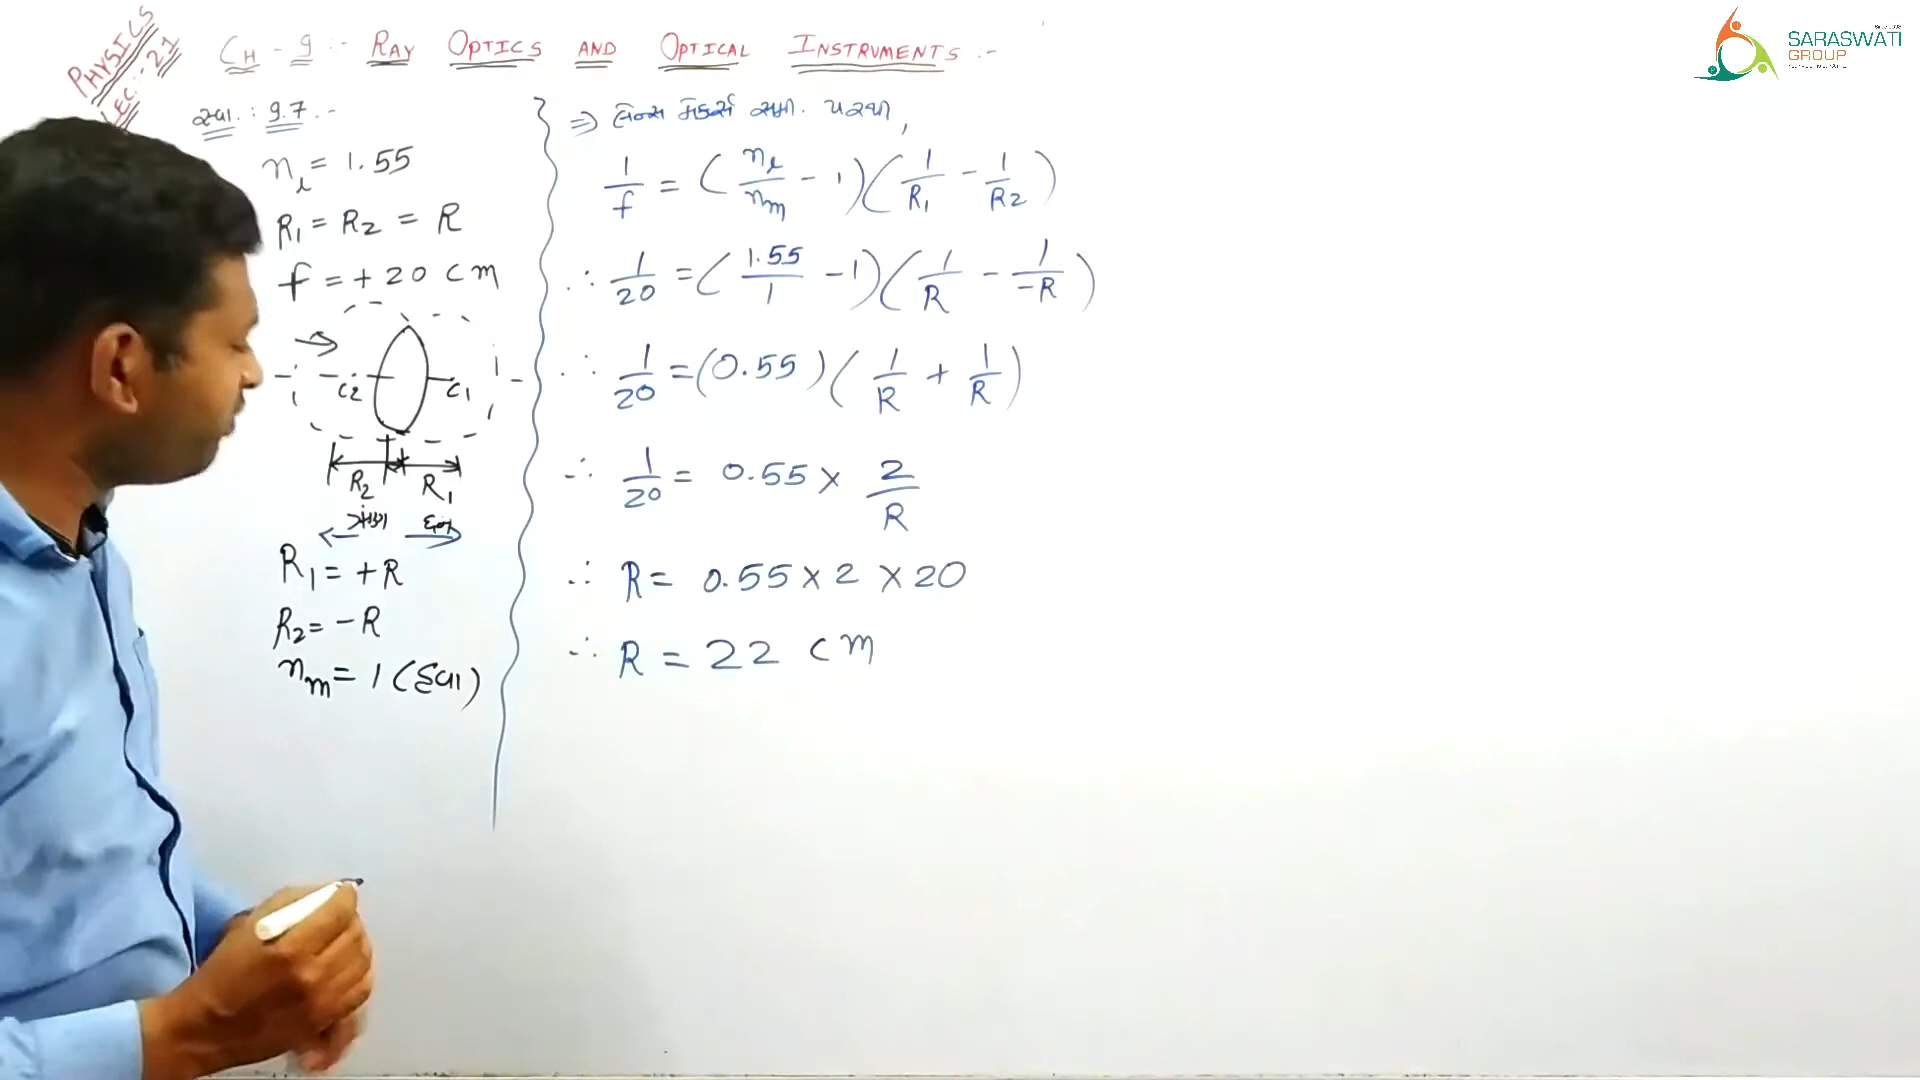 PHYSICS
LEC:- 21
CH - 9 :- RAY OPTICS AND OPTICAL INSTRUMENTS :-
SARASWATI
GROUP
સ્વા. : 9.7 .-
n_l = 1.55
R₁ = R₂ = R
f = + 20 cm
C2 C1
R₂ R₁
ઋણ ધન
R₁ = +R
R₂ = -R
n_m = 1 (હવા)
⇒ લેન્સ મેકર્સ સમી. પરથી,
1/f = (n_l/n_m - 1)(1/R₁ - 1/R₂)
∴ 1/20 = (1.55/1 - 1)(1/R - 1/-R)
∴ 1/20 = (0.55)(1/R + 1/R)
∴ 1/20 = 0.55 × 2/R
∴ R = 0.55 × 2 × 20
∴ R = 22 cm